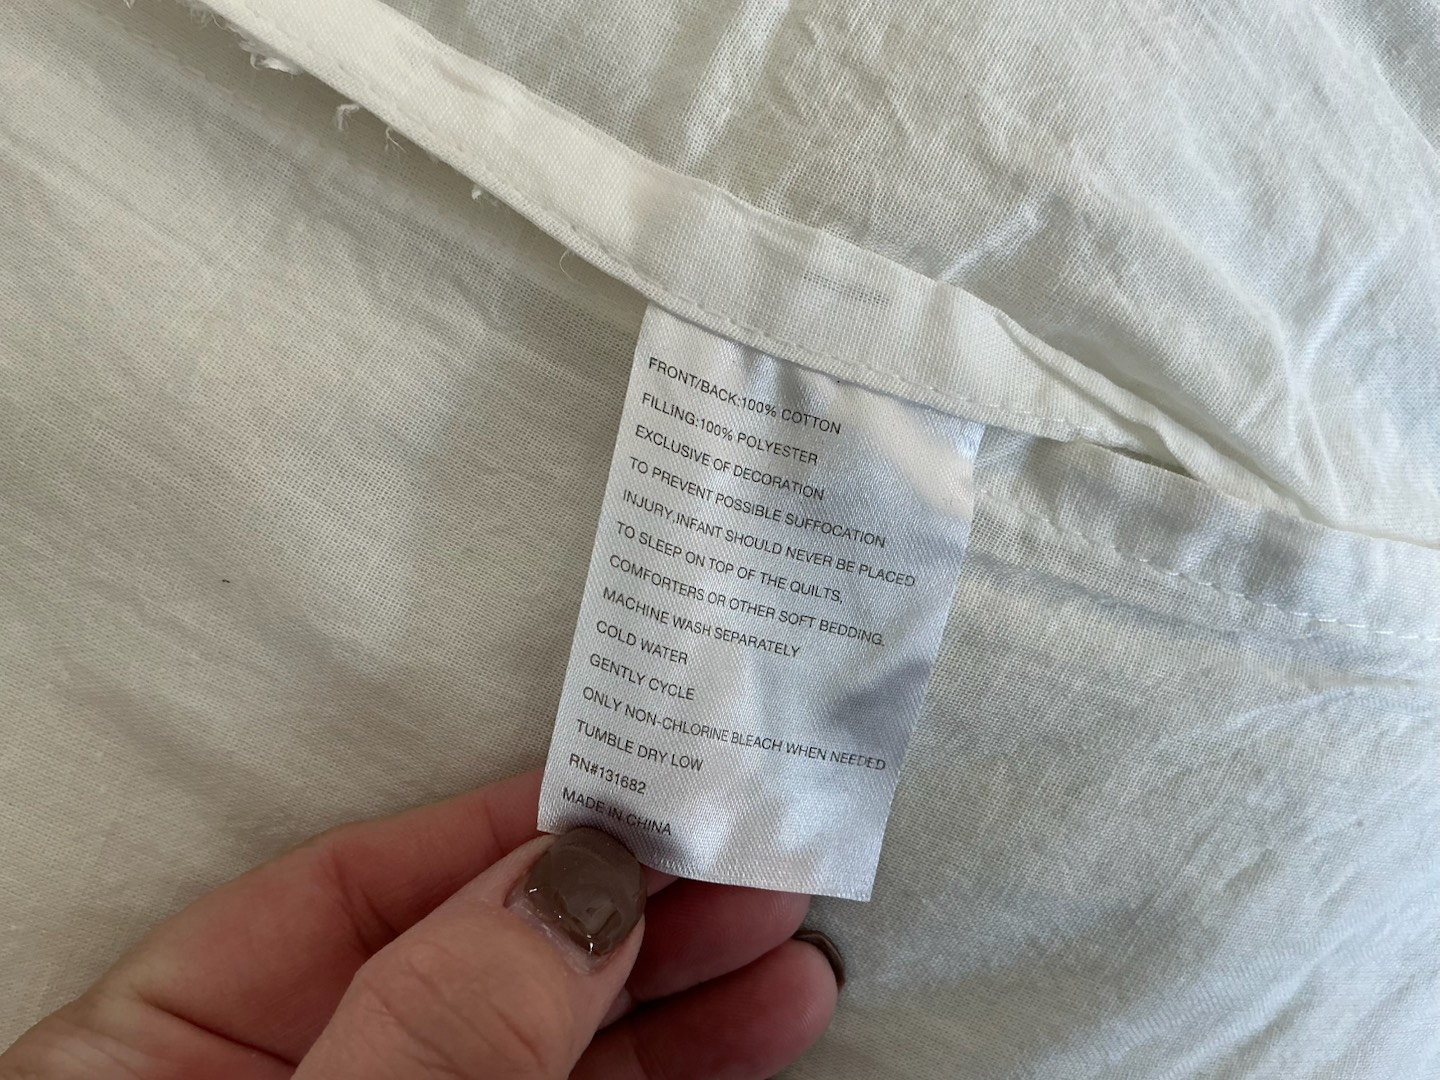 FRONT/BACK:100% COTTON
FILLING:100% POLYESTER
EXCLUSIVE OF DECORATION
TO PREVENT POSSIBLE SUFFOCATION
INJURY,INFANT SHOULD NEVER BE PLACED
TO SLEEP ON TOP OF THE QUILTS,
COMFORTERS OR OTHER SOFT BEDDING.
MACHINE WASH SEPARATELY
COLD WATER
GENTLY CYCLE
ONLY NON-CHLORINE BLEACH WHEN NEEDED
TUMBLE DRY LOW
RN#131682
MADE IN CHINA